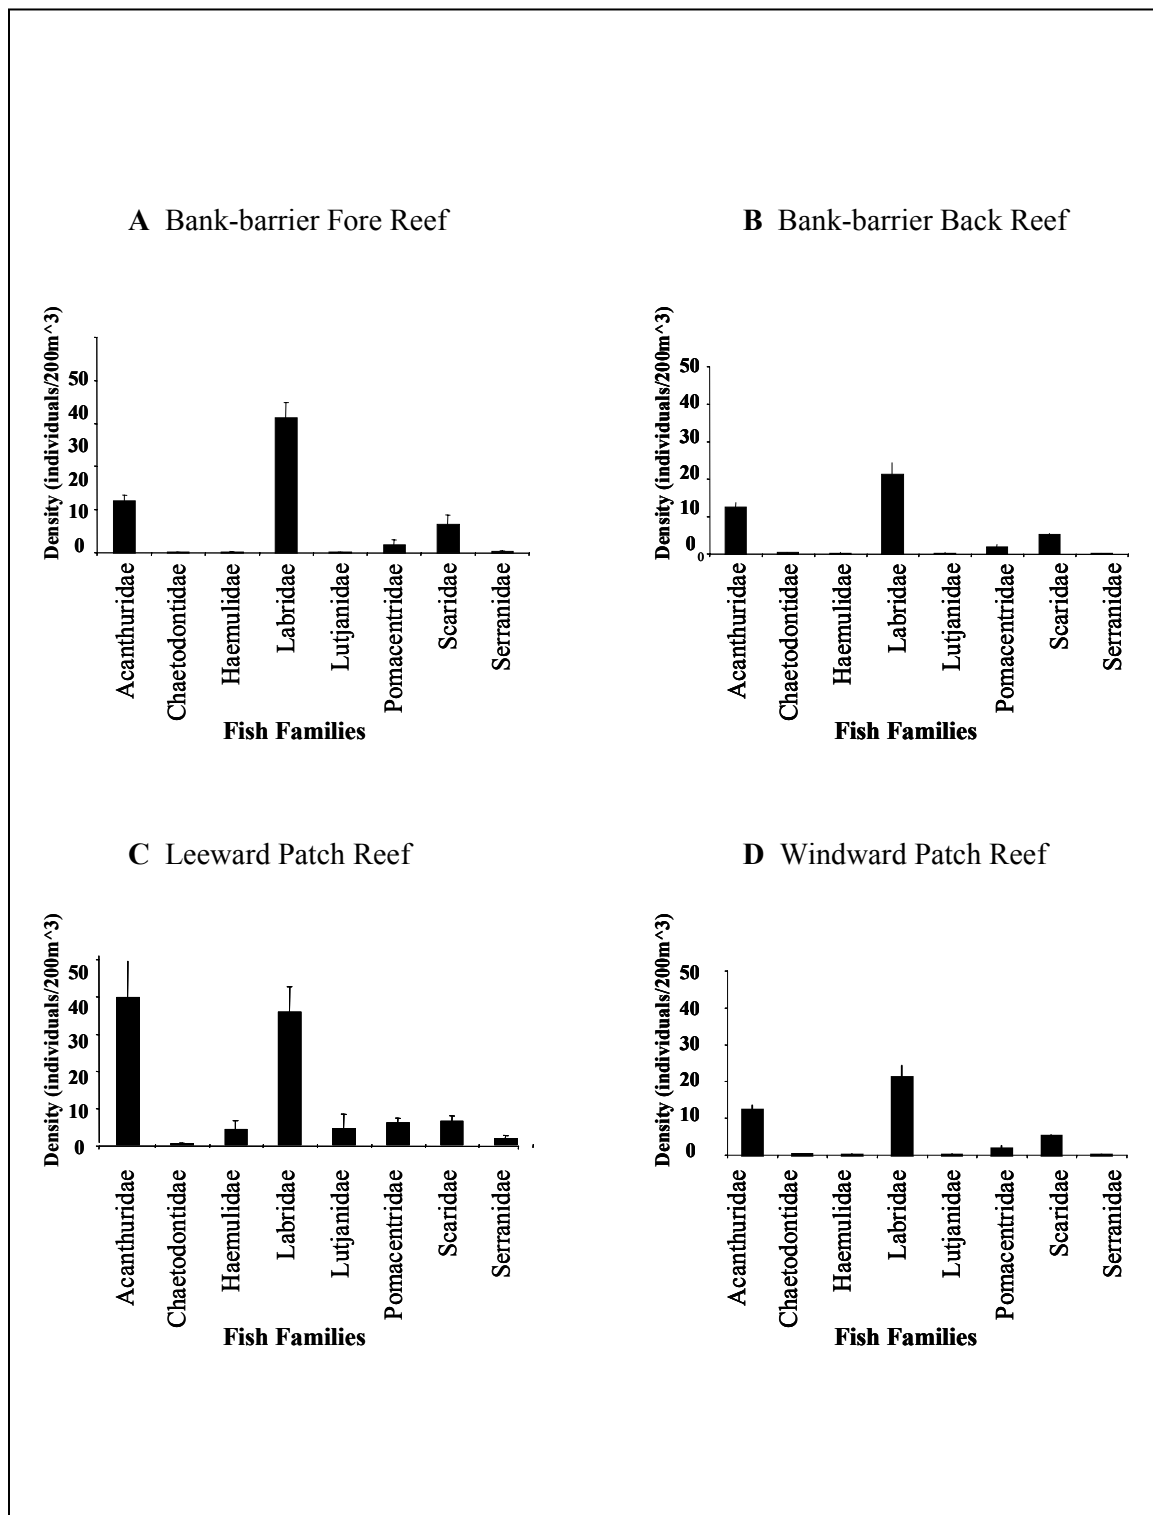 A Bank-barrier Fore Reef
Density (individuals/200m^3)
50
40
30
20
10
0
Acanthuridae
Chaetodontidae
Haemulidae
Labridae
Lutjanidae
Pomacentridae
Scaridae
Serranidae
Fish Families
B Bank-barrier Back Reef
Density (individuals/200m^3)
50
40
30
20
10
0
0
Acanthuridae
Chaetodontidae
Haemulidae
Labridae
Lutjanidae
Pomacentridae
Scaridae
Serranidae
Fish Families
C Leeward Patch Reef
Density (individuals/200m^3)
50
40
30
20
10
0
Acanthuridae
Chaetodontidae
Haemulidae
Labridae
Lutjanidae
Pomacentridae
Scaridae
Serranidae
Fish Families
D Windward Patch Reef
Density (individuals/200m^3)
50
40
30
20
10
0
Acanthuridae
Chaetodontidae
Haemulidae
Labridae
Lutjanidae
Pomacentridae
Scaridae
Serranidae
Fish Families